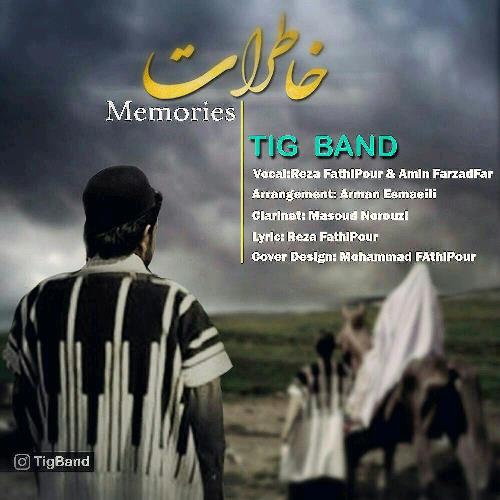 خاطرات
Memories
TIG BAND
Vocal:Reza FathiPour & Amin FarzadFar
Arrangement: Arman Esmaeili
Clarinet: Masoud Norouzi
Lyric: Reza FathiPour
Cover Design: Mohammad FAthiPour
TigBand